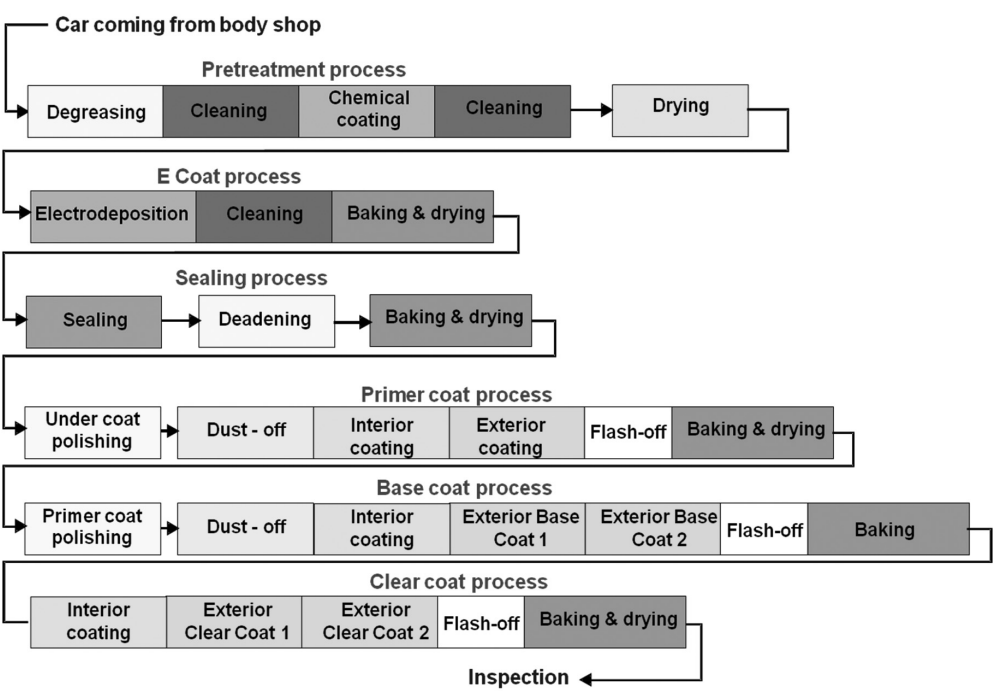 Car coming from body shop
Pretreatment process
Degreasing
Cleaning
Chemical
coating
Cleaning
Drying
E Coat process
Electrodeposition
Cleaning
Baking & drying
Sealing process
Sealing
Deadening
Baking & drying
Primer coat process
Under coat
polishing
Dust - off
Interior
coating
Exterior
coating
Flash-off
Baking & drying
Base coat process
Primer coat
polishing
Dust - off
Interior
coating
Exterior Base
Coat 1
Exterior Base
Coat 2
Flash-off
Baking
Clear coat process
Interior
coating
Exterior
Clear Coat 1
Exterior
Clear Coat 2
Flash-off
Baking & drying
Inspection